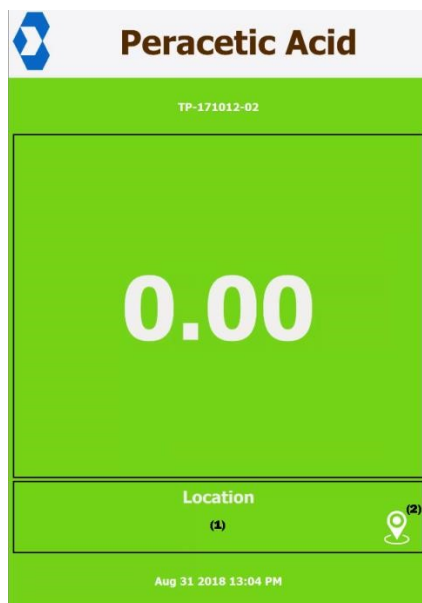 Peracetic Acid
TP-171012-02
0.00
Location
(1)
(2)
Aug 31 2018 13:04 PM